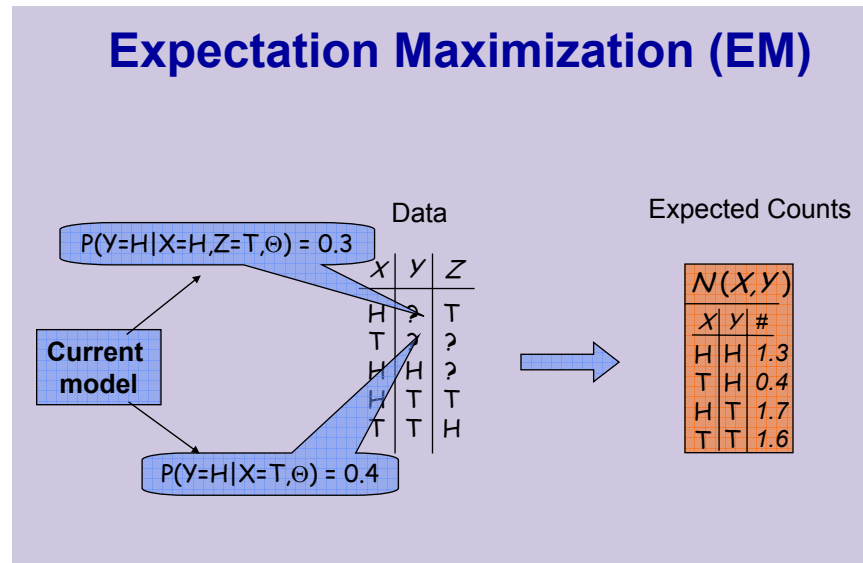 Expectation Maximization (EM)
P(Y=H|X=H,Z=T,Θ) = 0.3
Current
model
P(Y=H|X=T,Θ) = 0.4
Data
X Y Z
H ? T
T ? ?
H H ?
H T T
T T H
Expected Counts
N(X,Y)
X Y #
H H 1.3
T H 0.4
H T 1.7
T T 1.6